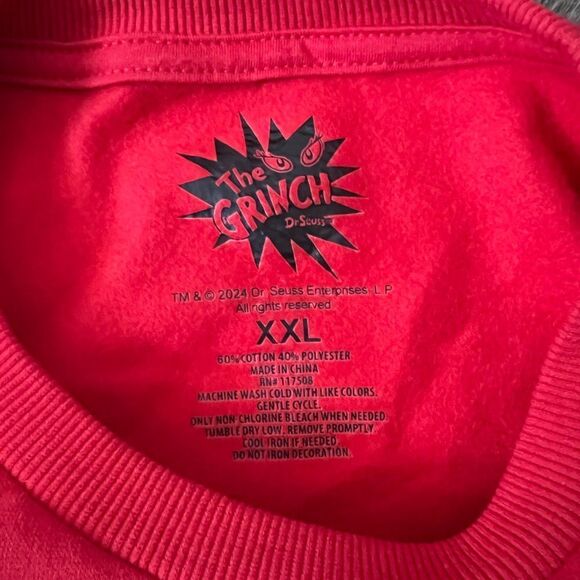 The
GRINCH
Dr Seuss
TM & © 2024 Dr. Seuss Enterprises, L.P.
All rights reserved
XXL
60% COTTON 40% POLYESTER
MADE IN CHINA
RN# 117508
MACHINE WASH COLD WITH LIKE COLORS.
GENTLE CYCLE.
ONLY NON-CHLORINE BLEACH WHEN NEEDED.
TUMBLE DRY LOW. REMOVE PROMPTLY.
COOL IRON IF NEEDED.
DO NOT IRON DECORATION.